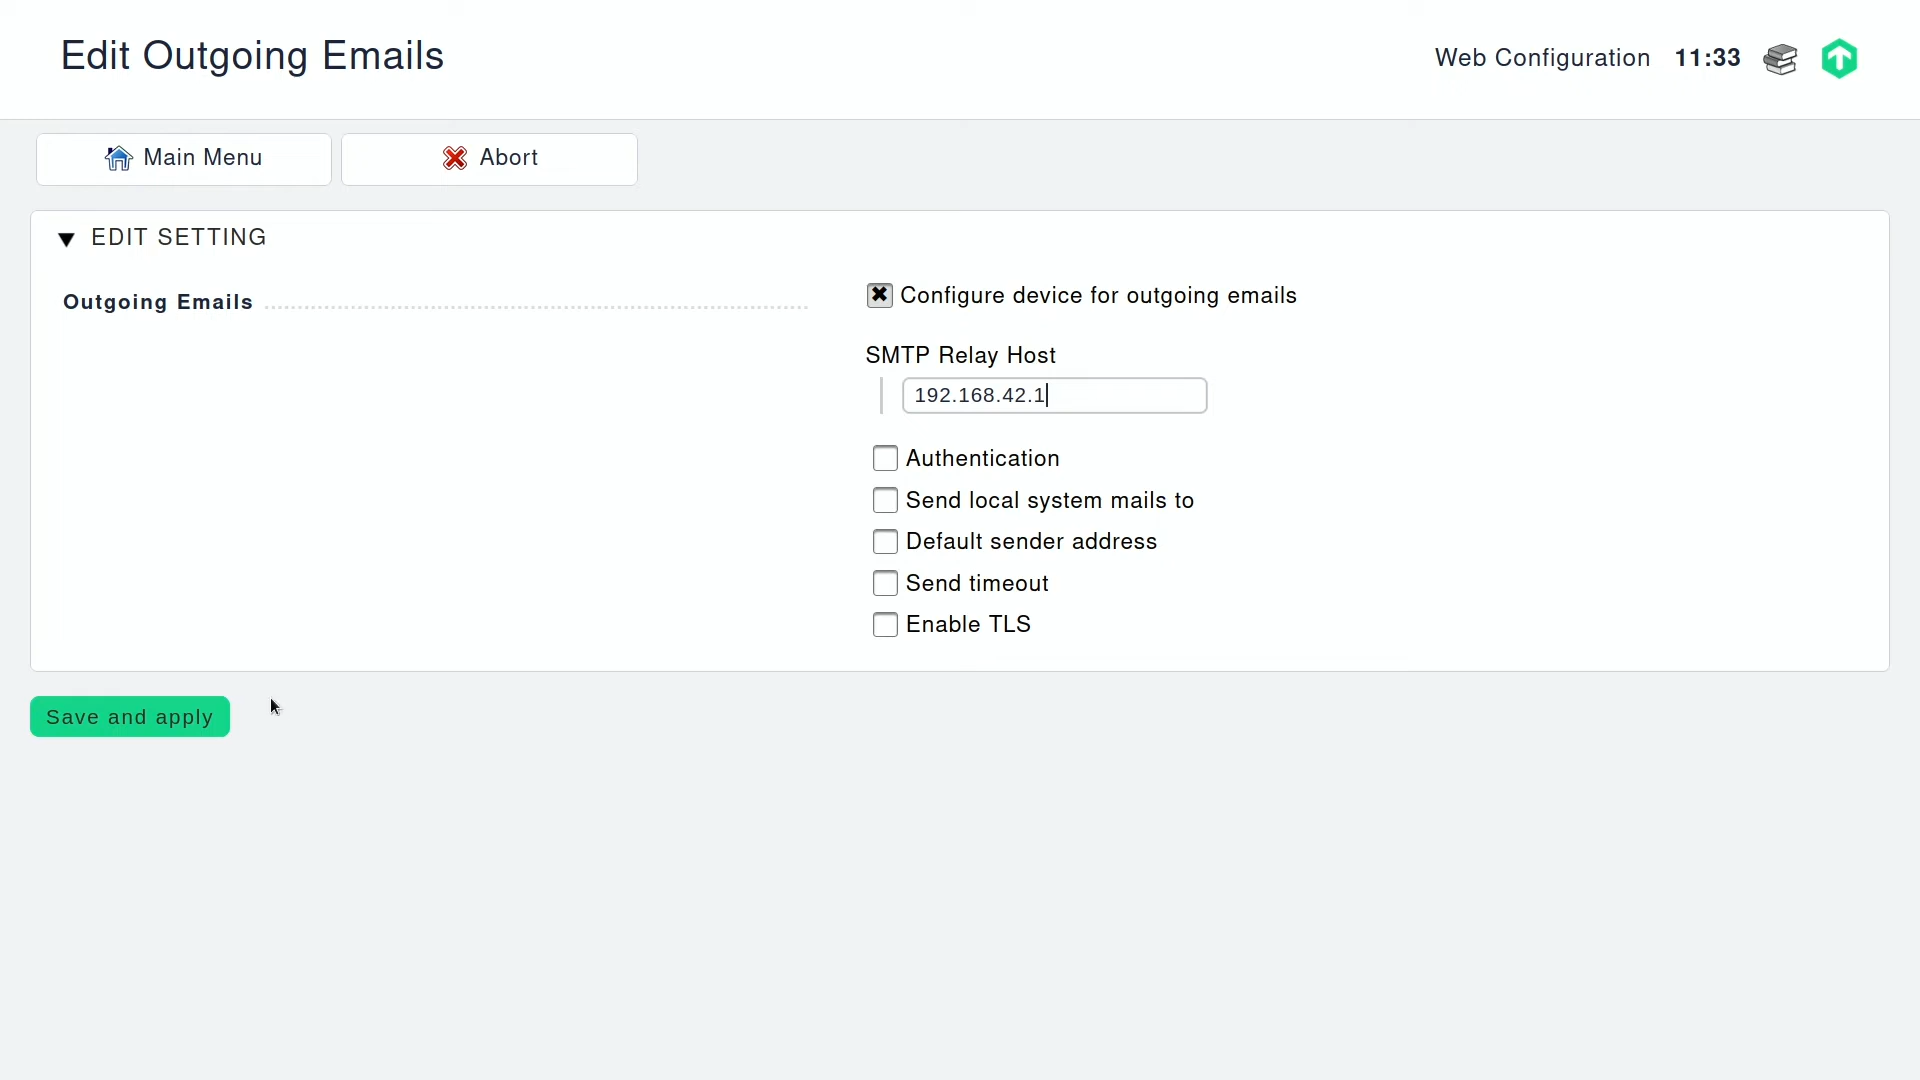 Edit Outgoing Emails
Web Configuration 11:33
Main Menu
Abort
EDIT SETTING
Outgoing Emails
Configure device for outgoing emails
SMTP Relay Host
192.168.42.1
Authentication
Send local system mails to
Default sender address
Send timeout
Enable TLS
Save and apply